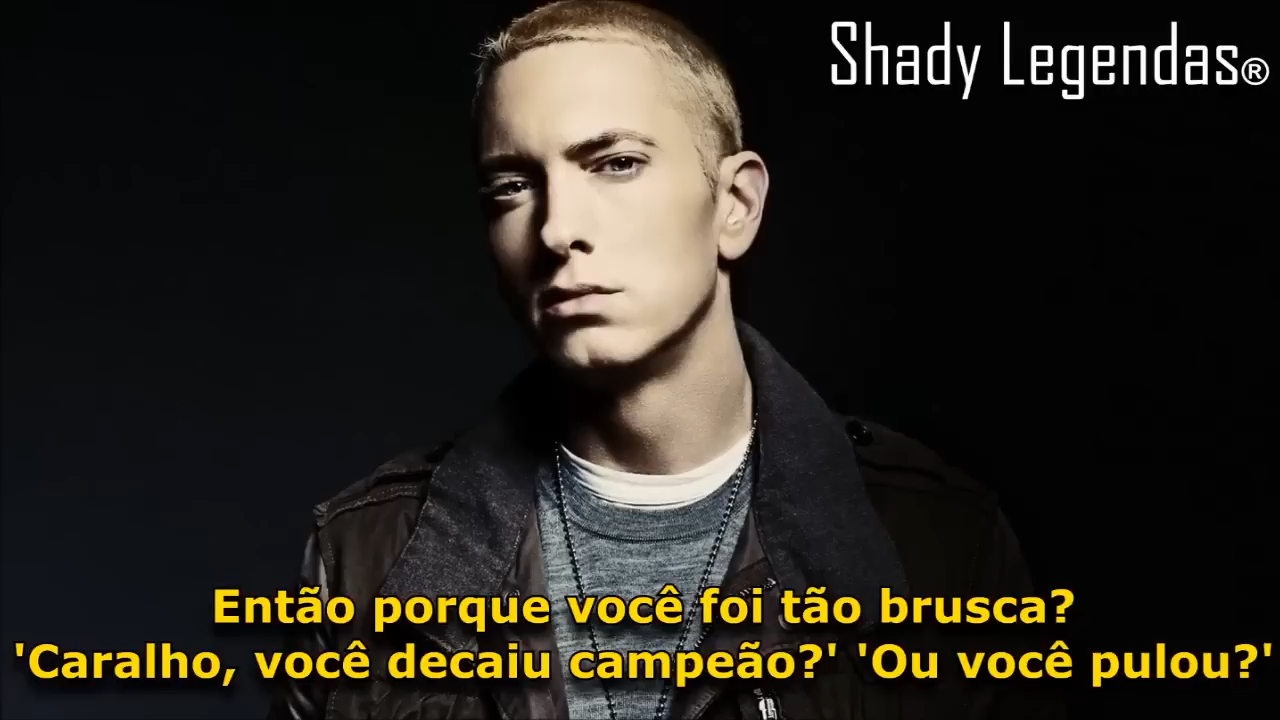 Shady Legendas®
Então porque você foi tão brusca?
'Caralho, você decaiu campeão?' 'Ou você pulou?'